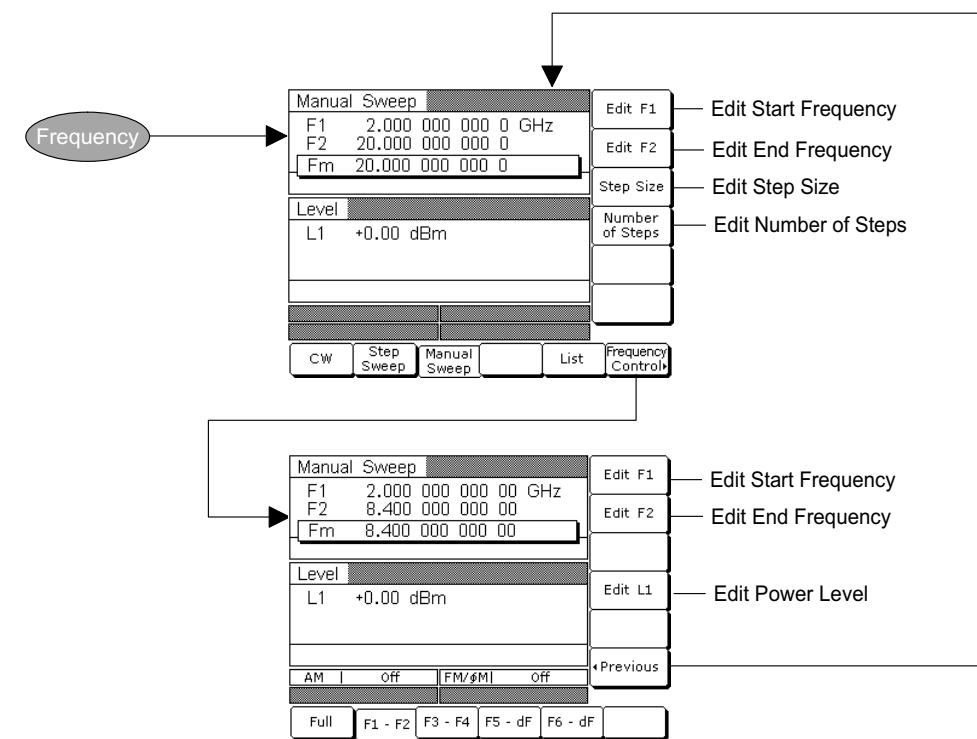 Frequency
Manual Sweep
F1 2.000 000 000 0 GHz
F2 20.000 000 000 0
Fm 20.000 000 000 0
Level
L1 +0.00 dBm
Edit F1
Edit Start Frequency
Edit F2
Edit End Frequency
Step Size
Edit Step Size
Number
of Steps
Edit Number of Steps
CW
Step
Sweep
Manual
Sweep
List
Frequency
Control▸
Manual Sweep
F1 2.000 000 000 00 GHz
F2 8.400 000 000 00
Fm 8.400 000 000 00
Level
L1 +0.00 dBm
AM | Off FM/ϕM| Off
Edit F1
Edit Start Frequency
Edit F2
Edit End Frequency
Edit L1
Edit Power Level
◂Previous
Full
F1 - F2
F3 - F4
F5 - dF
F6 - dF